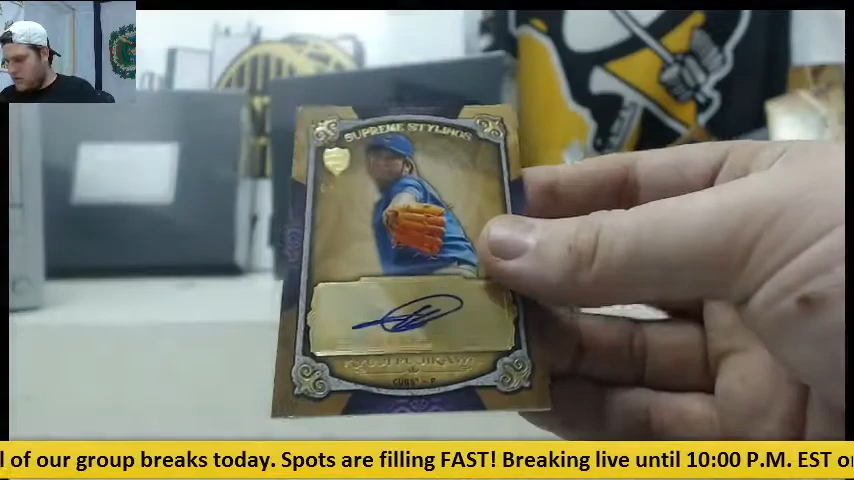 SUPREME STYLINGS
CUBS® - P
l of our group breaks today. Spots are filling FAST! Breaking live until 10:00 P.M. EST or